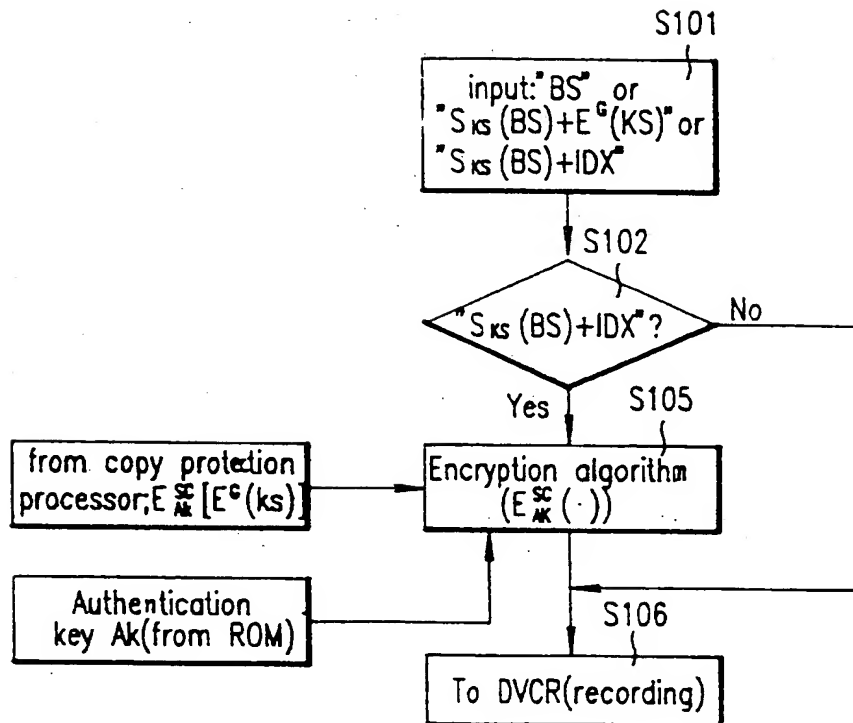 S101
input:"BS" or
"S KS (BS)+E G (KS)" or
"S KS (BS)+IDX"
S102
"S KS (BS)+IDX"?
No
Yes
S105
from copy protection
processor;E SC AK [E G (ks)]
Encryption algorithm
(E SC AK (·))
Authentication
key Ak(from ROM)
S106
To DVCR(recording)